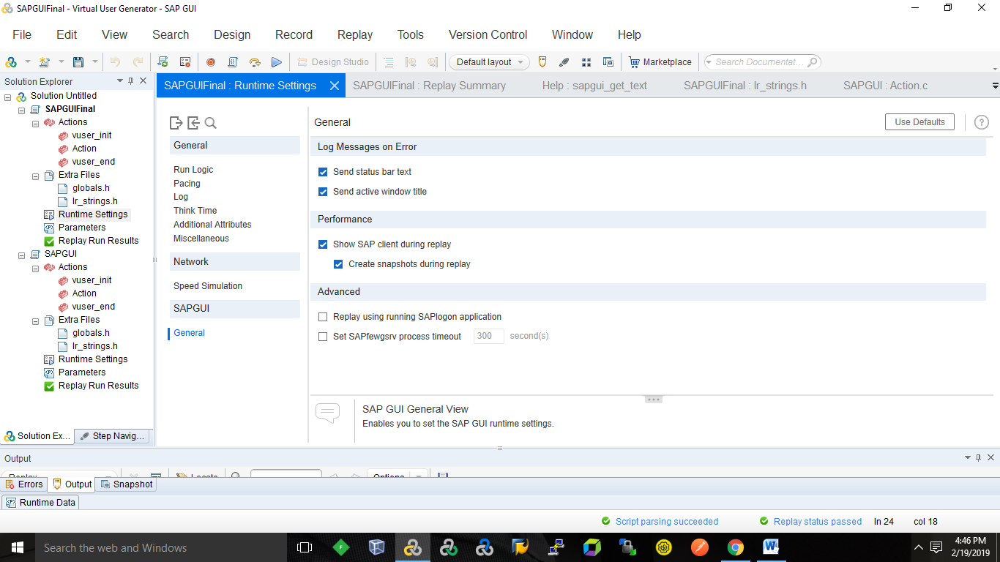 SAPGUIFinal - Virtual User Generator - SAP GUI
File Edit View Search Design Record Replay Tools Version Control Window Help
Design Studio Default layout Marketplace Search Documentat...
Solution Explorer
Solution Untitled
SAPGUIFinal
Actions
vuser_init
Action
vuser_end
Extra Files
globals.h
lr_strings.h
Runtime Settings
Parameters
Replay Run Results
SAPGUI
Actions
vuser_init
Action
vuser_end
Extra Files
globals.h
lr_strings.h
Runtime Settings
Parameters
Replay Run Results
Solution Ex... Step Navig...
SAPGUIFinal : Runtime Settings SAPGUIFinal : Replay Summary Help : sapgui_get_text SAPGUIFinal : lr_strings.h SAPGUI : Action.c
General
Run Logic
Pacing
Log
Think Time
Additional Attributes
Miscellaneous
Network
Speed Simulation
SAPGUI
General
General Use Defaults
Log Messages on Error
Send status bar text
Send active window title
Performance
Show SAP client during replay
Create snapshots during replay
Advanced
Replay using running SAPlogon application
Set SAPfewgsrv process timeout 300 second(s)
SAP GUI General View
Enables you to set the SAP GUI runtime settings.
Output
Replay Locate Options
Errors Output Snapshot
Runtime Data
Script parsing succeeded Replay status passed ln 24 col 18
Search the web and Windows
4:46 PM
2/19/2019